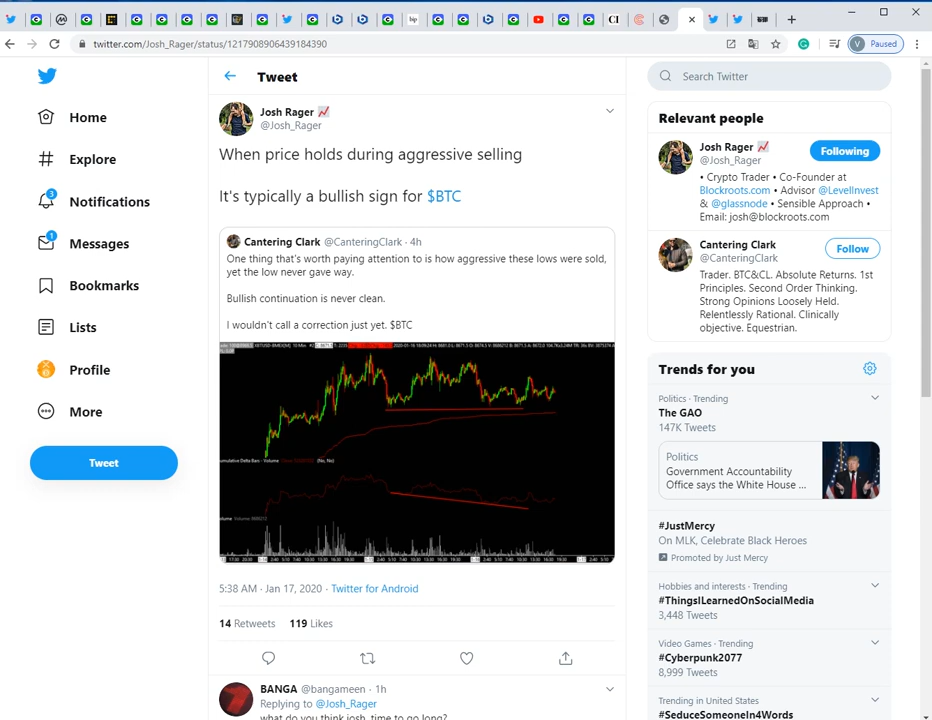 CI
twitter.com/Josh_Rager/status/1217908906439184390
V Paused
Home
Explore
3
Notifications
1
Messages
Bookmarks
Lists
Profile
More
Tweet
Tweet
Josh Rager
@Josh_Rager
When price holds during aggressive selling
It's typically a bullish sign for $BTC
Cantering Clark @CanteringClark · 4h
One thing that's worth paying attention to is how aggressive these lows were sold,
yet the low never gave way.
Bullish continuation is never clean.
I wouldn't call a correction just yet. $BTC
5:38 AM · Jan 17, 2020 · Twitter for Android
14 Retweets 119 Likes
BANGA @bangameen · 1h
Replying to @Josh_Rager
what do you think josh, time to go long?
Search Twitter
Relevant people
Josh Rager
@Josh_Rager
Following
• Crypto Trader • Co-Founder at
Blockroots.com • Advisor @LevelInvest
& @glassnode • Sensible Approach •
Email: josh@blockroots.com
Cantering Clark
@CanteringClark
Follow
Trader. BTC&CL. Absolute Returns. 1st
Principles. Second Order Thinking.
Strong Opinions Loosely Held.
Relentlessly Rational. Clinically
objective. Equestrian.
Trends for you
Politics · Trending
The GAO
147K Tweets
Politics
Government Accountability
Office says the White House ...
#JustMercy
On MLK, Celebrate Black Heroes
Promoted by Just Mercy
Hobbies and interests · Trending
#ThingsILearnedOnSocialMedia
3,448 Tweets
Video Games · Trending
#Cyberpunk2077
8,999 Tweets
Trending in United States
#SeduceSomeoneIn4Words